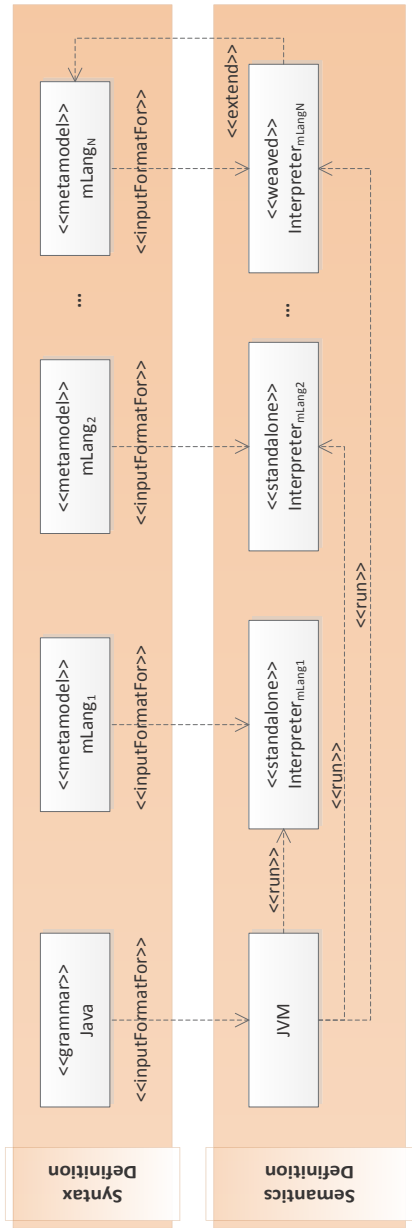 Syntax
Definition
<<grammar>>
Java
<<metamodel>>
mLang₁
<<metamodel>>
mLang₂
...
<<metamodel>>
mLangN
<<inputFormatFor>>
<<inputFormatFor>>
<<inputFormatFor>>
<<inputFormatFor>>
<<extend>>
Semantics
Definition
JVM
<<run>>
<<standalone>>
InterpretermLang1
<<standalone>>
InterpretermLang2
...
<<weaved>>
InterpretermLangN
<<run>>
<<run>>